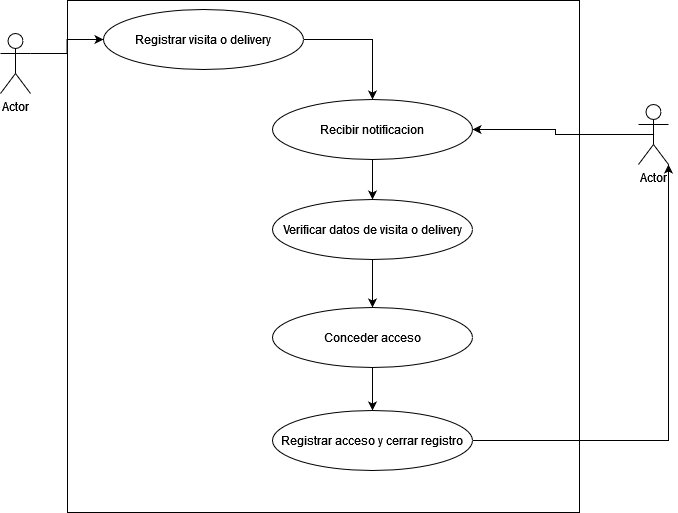 Registrar visita o delivery
Actor
Recibir notificacion
Actor
Verificar datos de visita o delivery
Conceder acceso
Registrar acceso y cerrar registro